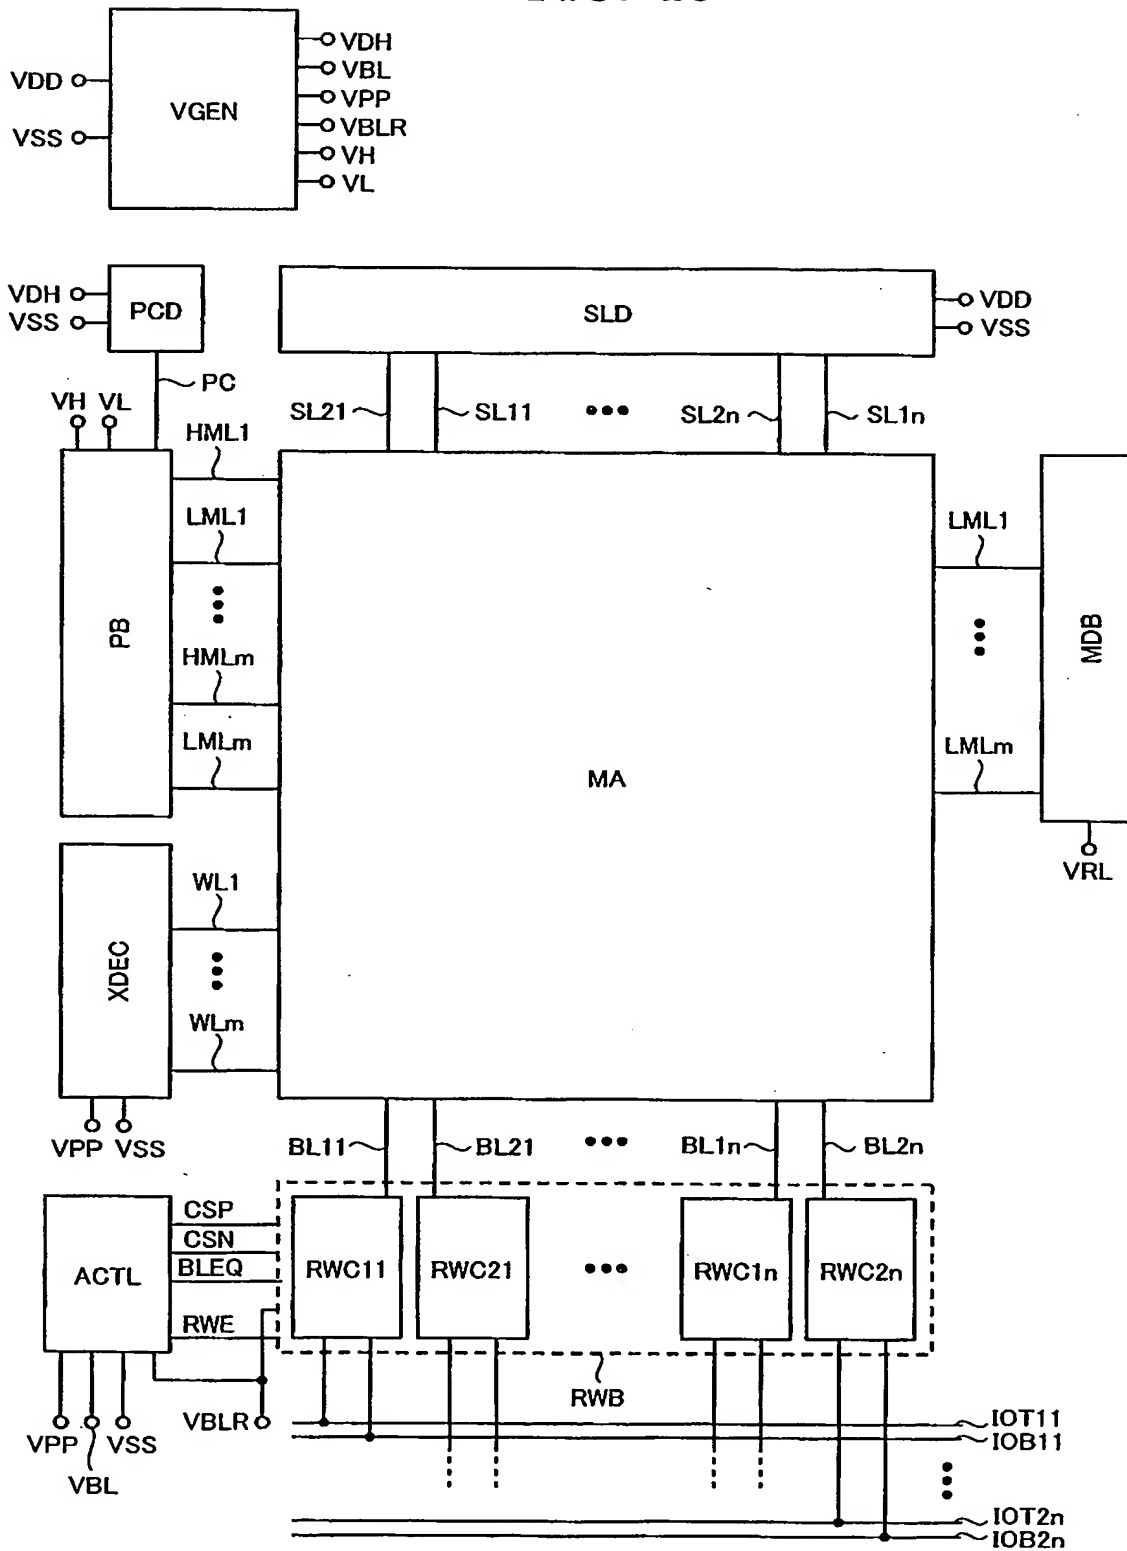 VDD
VSS
VGEN
VDH
VBL
VPP
VBLR
VH
VL
VDH
VSS
PCD
SLD
VDD
VSS
PC
VH VL
SL21
SL11
SL2n
SL1n
HML1
LML1
HMLm
LMLm
PB
MA
LML1
LMLm
MDB
VRL
XDEC
WL1
WLm
VPP VSS
BL11
BL21
BL1n
BL2n
ACTL
CSP
CSN
BLEQ
RWE
RWC11
RWC21
RWC1n
RWC2n
RWB
VPP
VBL
VSS
VBLR
IOT11
IOB11
IOT2n
IOB2n